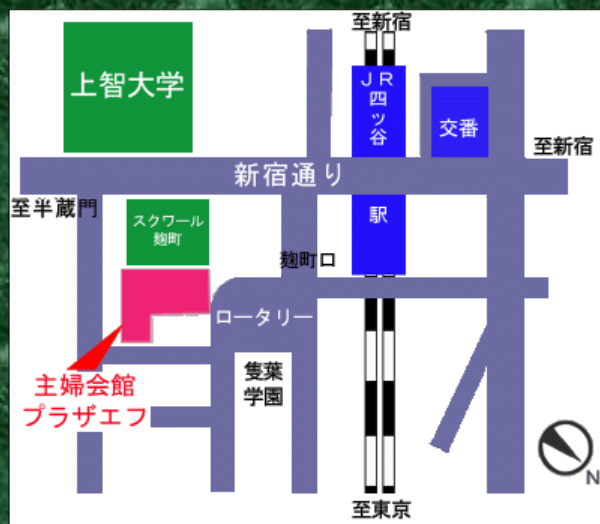 至新宿
上智大学
JR
四ッ谷
交番
至新宿
新宿通り
至半蔵門
スクワール
麹町
駅
麹町口
ロータリー
主婦会館
プラザエフ
隻葉
学園
至東京
N